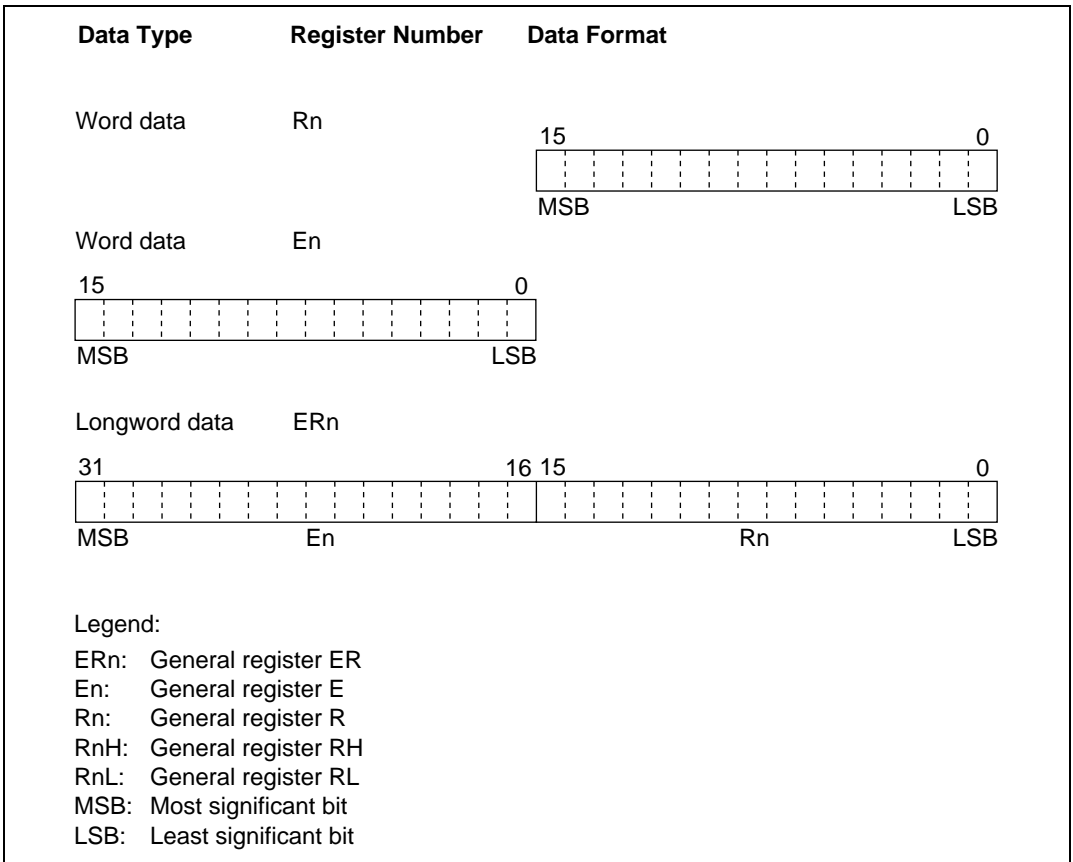 Data Type Register Number Data Format
Word data Rn
15 0
MSB LSB
Word data En
15 0
MSB LSB
Longword data ERn
31 16 15 0
MSB En Rn LSB
Legend:
ERn: General register ER
En: General register E
Rn: General register R
RnH: General register RH
RnL: General register RL
MSB: Most significant bit
LSB: Least significant bit